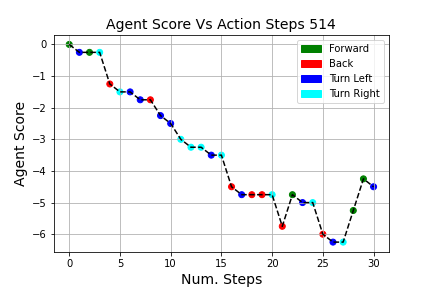 Agent Score Vs Action Steps 514
Agent Score
0
−1
−2
−3
−4
−5
−6
Forward
Back
Turn Left
Turn Right
0 5 10 15 20 25 30
Num. Steps